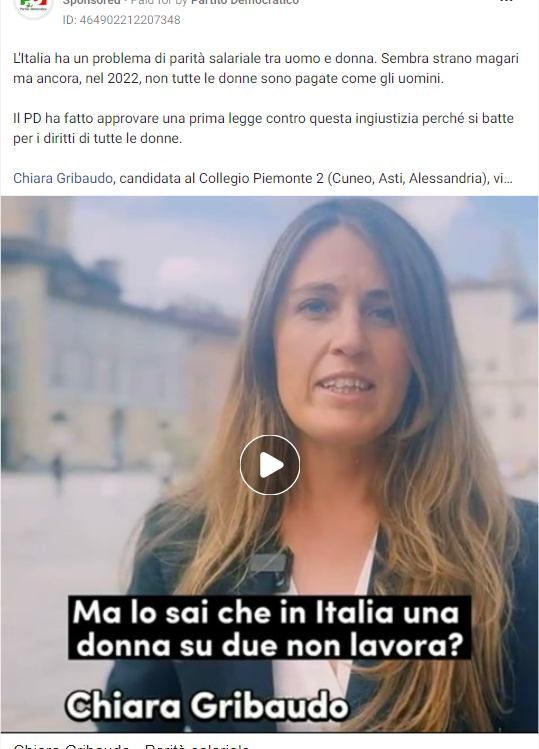 Sponsored • Paid for by Partito Democratico
ID: 464902212207348
L'Italia ha un problema di parità salariale tra uomo e donna. Sembra strano magari
ma ancora, nel 2022, non tutte le donne sono pagate come gli uomini.
Il PD ha fatto approvare una prima legge contro questa ingiustizia perché si batte
per i diritti di tutte le donne.
Chiara Gribaudo, candidata al Collegio Piemonte 2 (Cuneo, Asti, Alessandria), vi...
Ma lo sai che in Italia una
donna su due non lavora?
Chiara Gribaudo
Chiara Gribaudo - Parità salariale